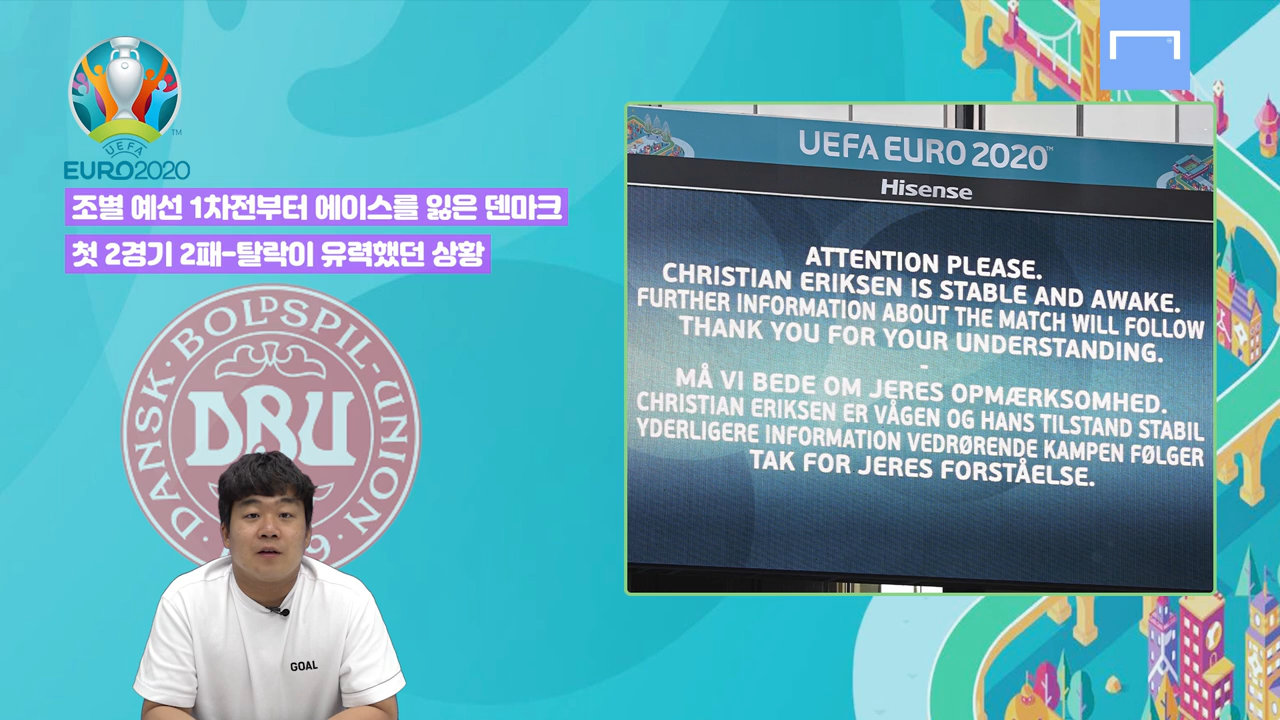 UEFA
EURO2020
TM
조별 예선 1차전부터 에이스를 잃은 덴마크
첫 2경기 2패-탈락이 유력했던 상황
DANSK · BOLDSPIL-UNION
DBU
GOAL
UEFA EURO 2020™
Hisense
ATTENTION PLEASE.
CHRISTIAN ERIKSEN IS STABLE AND AWAKE.
FURTHER INFORMATION ABOUT THE MATCH WILL FOLLOW
THANK YOU FOR YOUR UNDERSTANDING.
-
MÅ VI BEDE OM JERES OPMÆRKSOMHED.
CHRISTIAN ERIKSEN ER VÅGEN OG HANS TILSTAND STABIL
YDERLIGERE INFORMATION VEDRØRENDE KAMPEN FØLGER
TAK FOR JERES FORSTÅELSE.